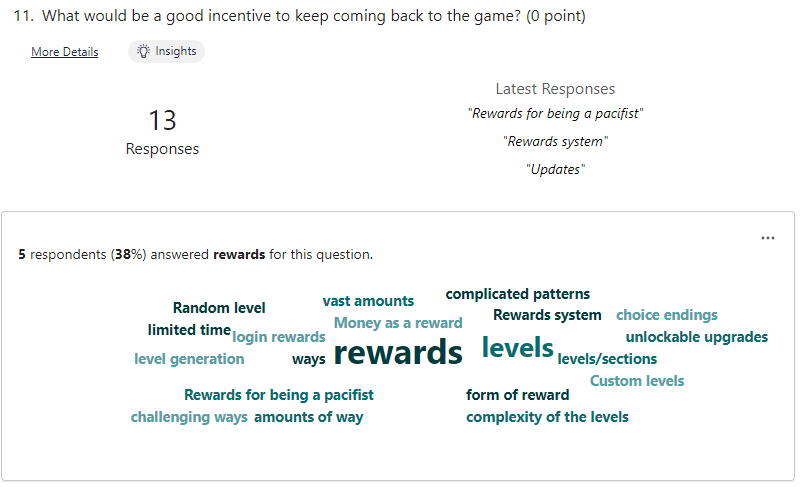 11. What would be a good incentive to keep coming back to the game? (0 point)
More Details
Insights
13
Responses
Latest Responses
"Rewards for being a pacifist"
"Rewards system"
"Updates"
...
5 respondents (38%) answered rewards for this question.
complicated patterns
vast amounts
Random level
Rewards system choice endings
Money as a reward
limited time login rewards
unlockable upgrades
rewards levels
level generation ways levels/sections
Custom levels
Rewards for being a pacifist form of reward
challenging ways amounts of way complexity of the levels